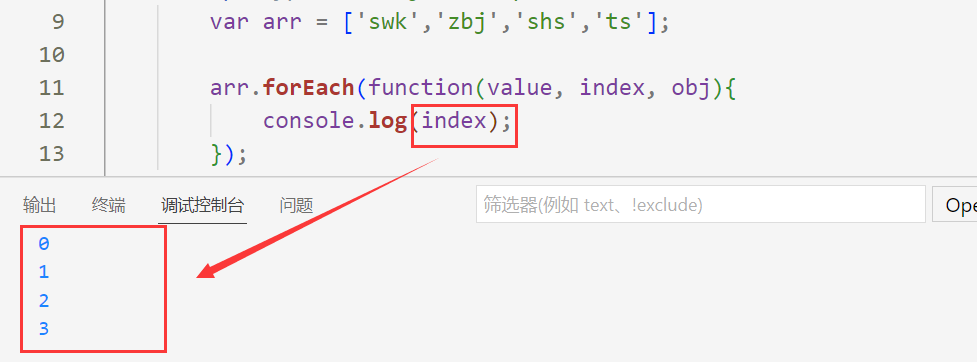 9 var arr = ['swk','zbj','shs','ts'];
10
11 arr.forEach(function(value, index, obj){
12 console.log(index);
13 });
输出 终端 调试控制台 问题 筛选器(例如 text、!exclude) Ope
0
1
2
3